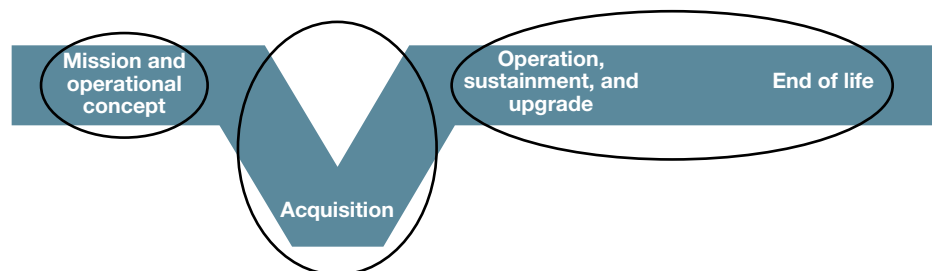 Mission and
operational
concept
Acquisition
Operation,
sustainment, and
upgrade
End of life